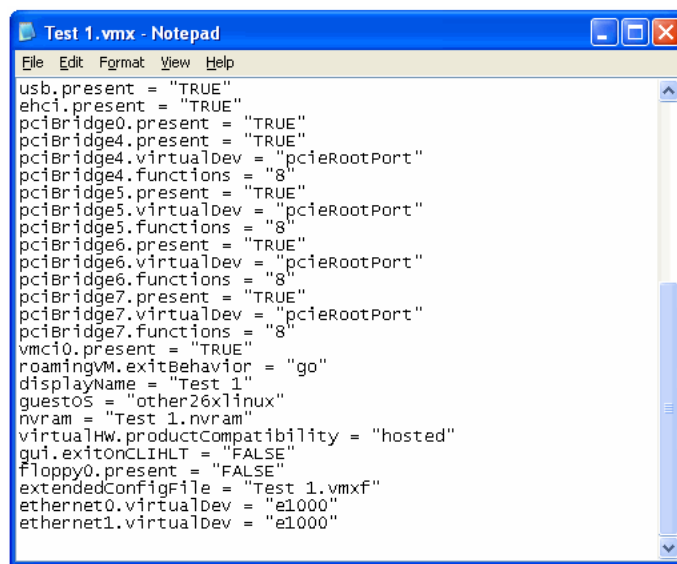 Test 1.vmx - Notepad
File Edit Format View Help
usb.present = "TRUE"
ehci.present = "TRUE"
pciBridge0.present = "TRUE"
pciBridge4.present = "TRUE"
pciBridge4.virtualDev = "pcieRootPort"
pciBridge4.functions = "8"
pciBridge5.present = "TRUE"
pciBridge5.virtualDev = "pcieRootPort"
pciBridge5.functions = "8"
pciBridge6.present = "TRUE"
pciBridge6.virtualDev = "pcieRootPort"
pciBridge6.functions = "8"
pciBridge7.present = "TRUE"
pciBridge7.virtualDev = "pcieRootPort"
pciBridge7.functions = "8"
vmci0.present = "TRUE"
roamingVM.exitBehavior = "go"
displayName = "Test 1"
guestOS = "other26xlinux"
nvram = "Test 1.nvram"
virtualHW.productCompatibility = "hosted"
gui.exitOnCLIHLT = "FALSE"
floppy0.present = "FALSE"
extendedConfigFile = "Test 1.vmxf"
ethernet0.virtualDev = "e1000"
ethernet1.virtualDev = "e1000"